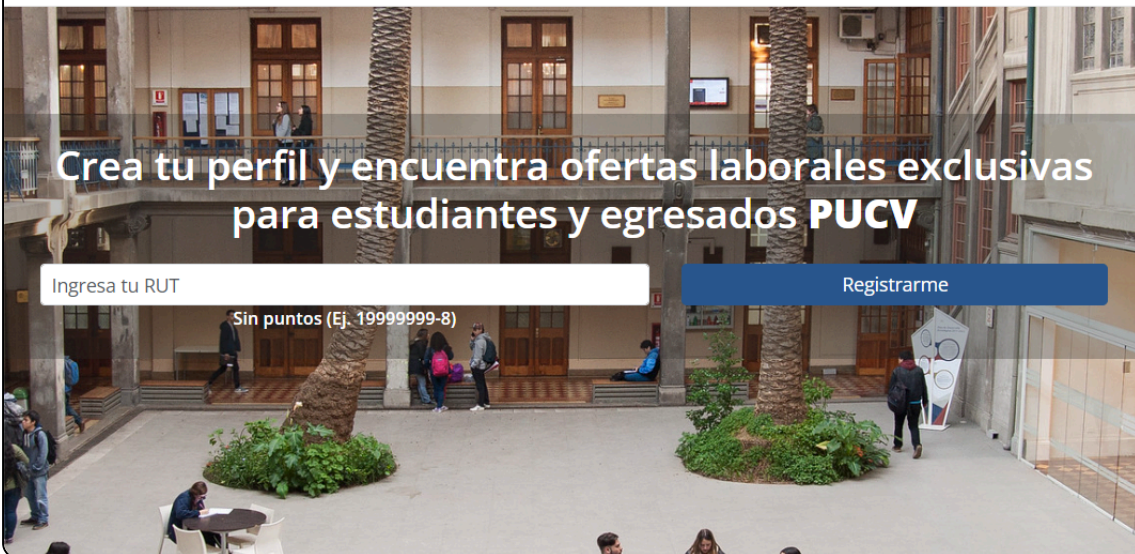 Crea tu perfil y encuentra ofertas laborales exclusivas
para estudiantes y egresados PUCV
Ingresa tu RUT
Registrarme
Sin puntos (Ej. 19999999-8)